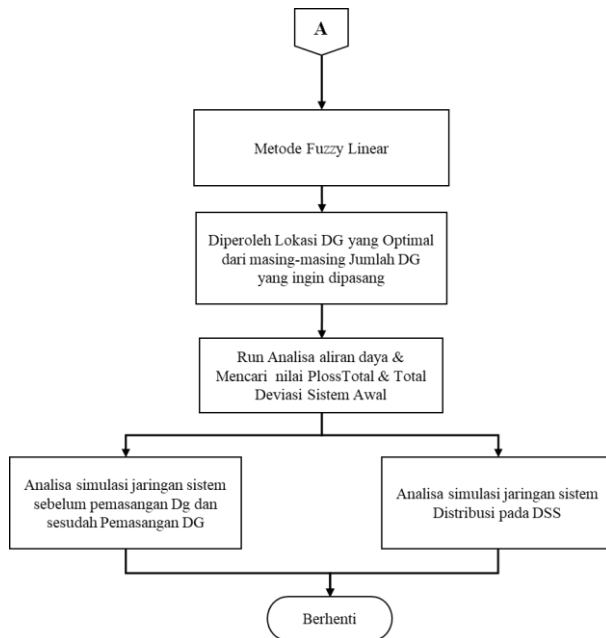 A
Metode Fuzzy Linear
Diperoleh Lokasi DG yang Optimal
dari masing-masing Jumlah DG
yang ingin dipasang
Run Analisa aliran daya &
Mencari nilai PlossTotal & Total
Deviasi Sistem Awal
Analisa simulasi jaringan sistem
sebelum pemasangan Dg dan
sesudah Pemasangan DG
Analisa simulasi jaringan sistem
Distribusi pada DSS
Berhenti